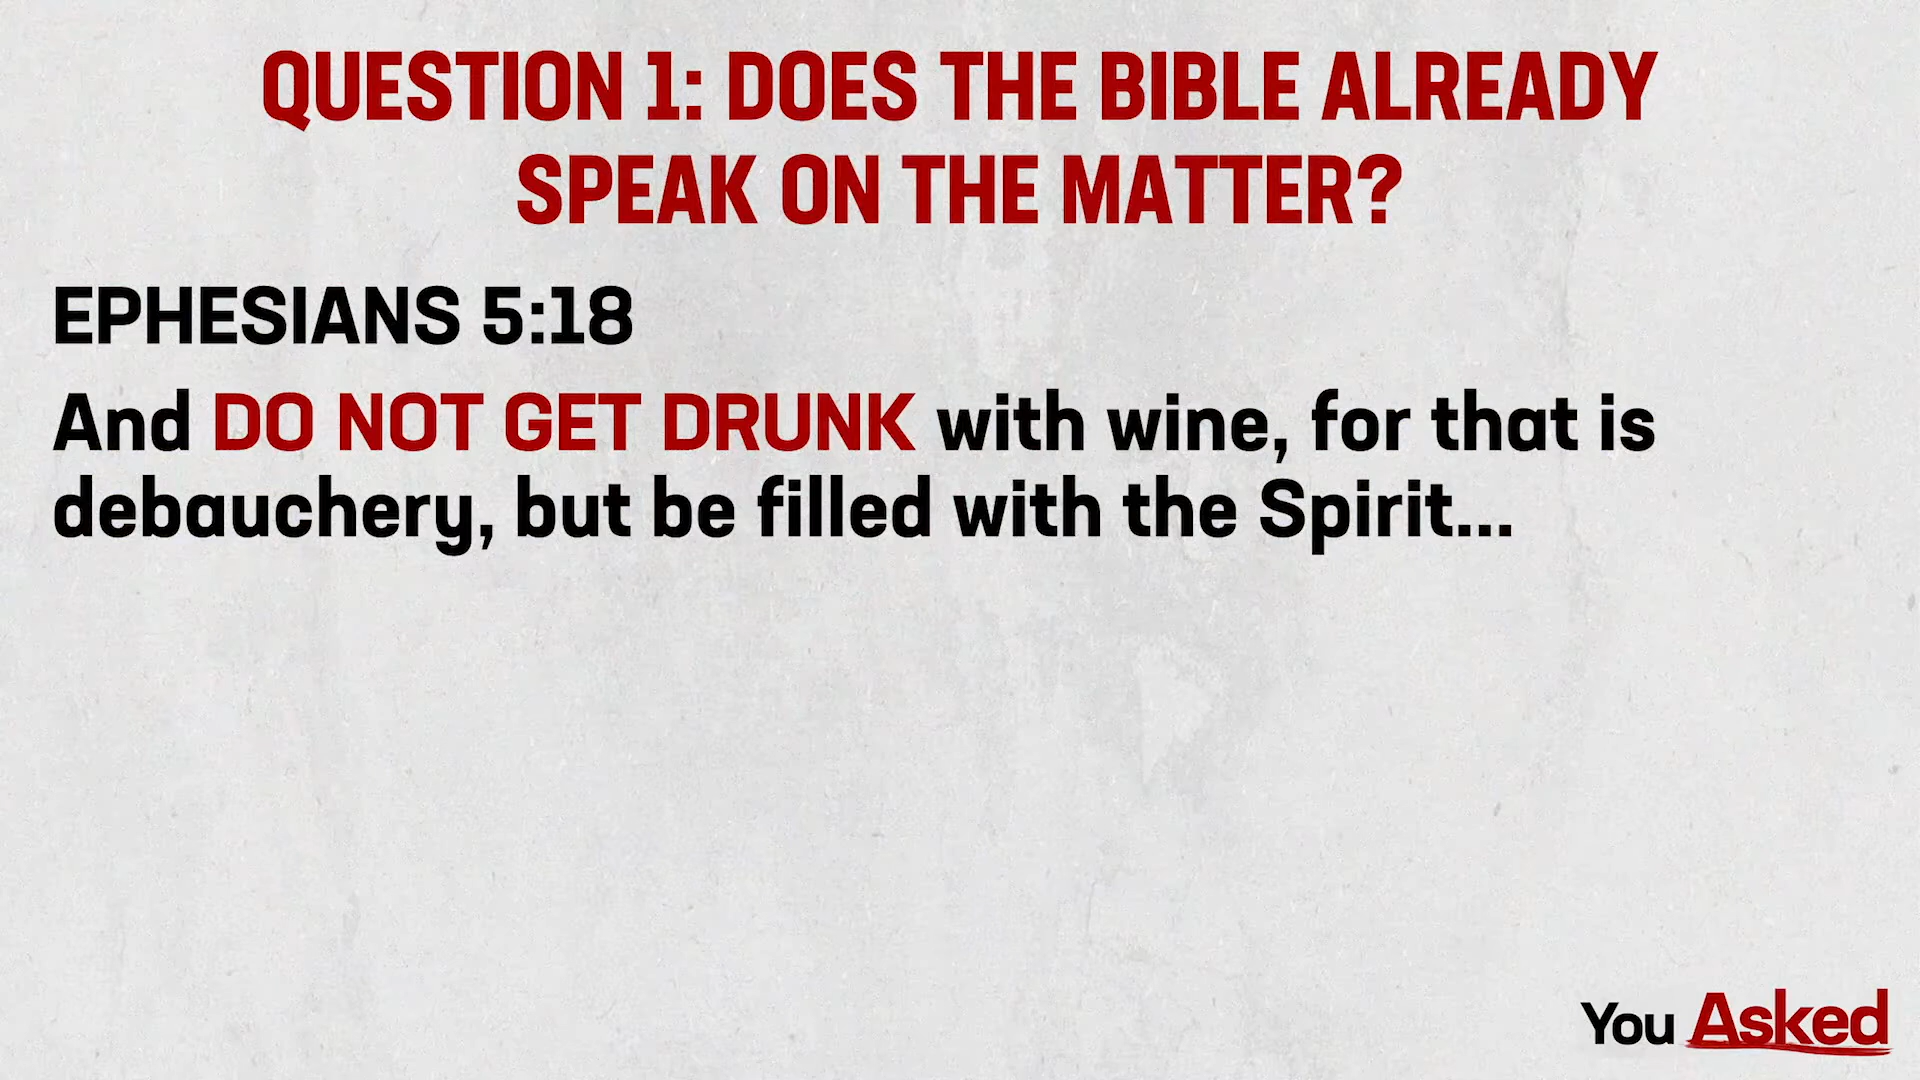 QUESTION 1: DOES THE BIBLE ALREADY
SPEAK ON THE MATTER?
EPHESIANS 5:18
And DO NOT GET DRUNK with wine, for that is
debauchery, but be filled with the Spirit...
You Asked